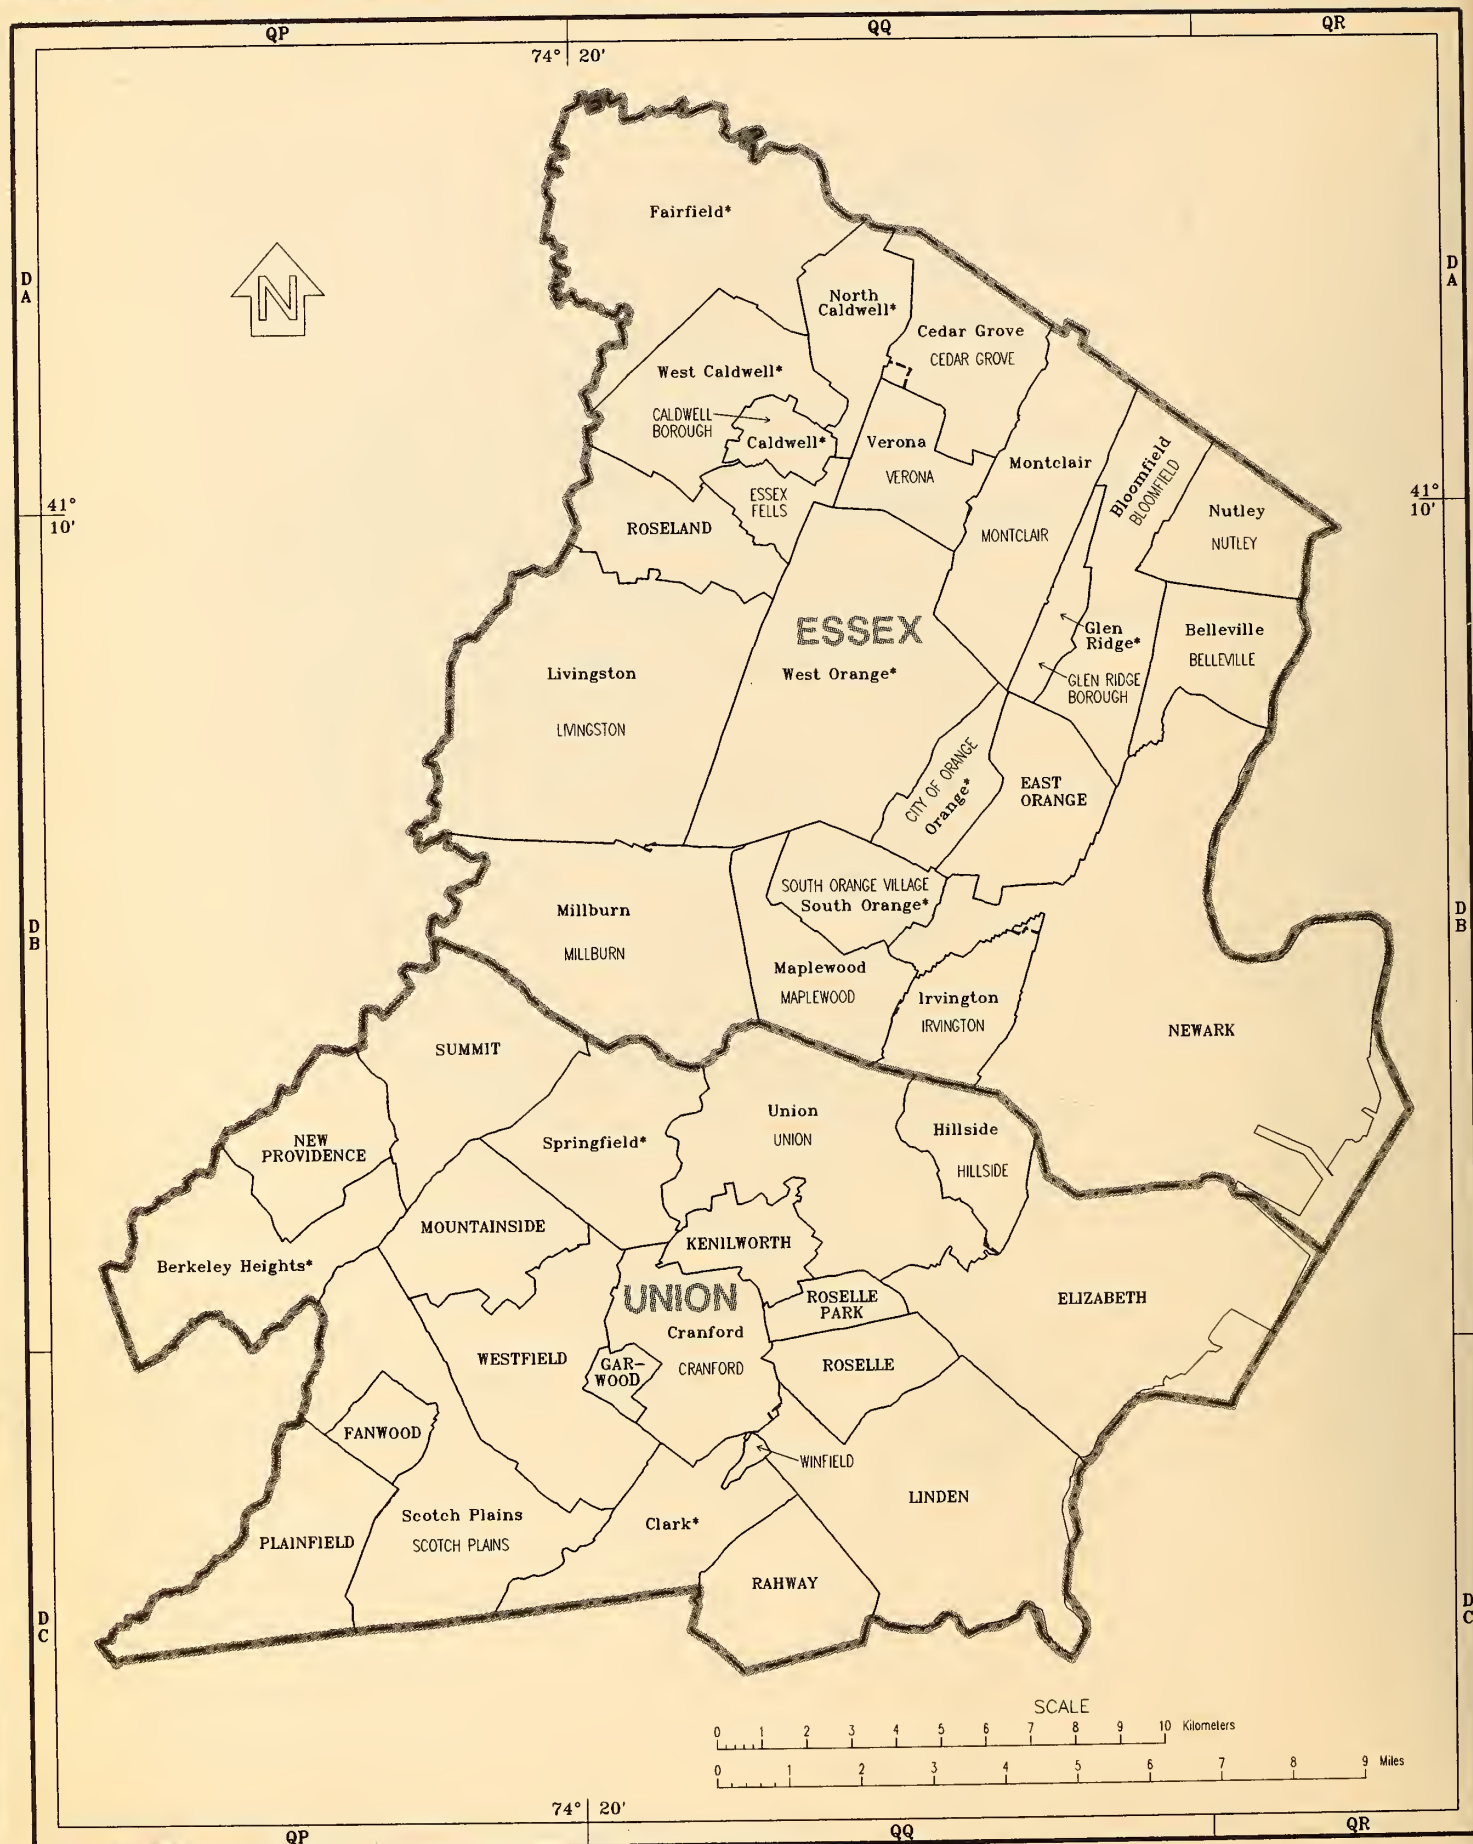 QP
QQ
QR
74° 20'
Fairfield*
D
A
D
A
N
North
Caldwell*
Cedar Grove
CEDAR GROVE
West Caldwell*
CALDWELL
BOROUGH
Caldwell*
Verona
VERONA
Montclair
MONTCLAIR
Bloomfield
BLOOMFIELD
ESSEX
FELLS
ROSELAND
Nutley
NUTLEY
41°
10'
41°
10'
ESSEX
West Orange*
Glen
Ridge*
GLEN RIDGE
BOROUGH
Belleville
BELLEVILLE
Livingston
LIVINGSTON
CITY OF ORANGE
Orange*
EAST
ORANGE
SOUTH ORANGE VILLAGE
South Orange*
Millburn
MILLBURN
D
B
D
B
Maplewood
MAPLEWOOD
Irvington
IRVINGTON
NEWARK
SUMMIT
Union
UNION
Hillside
HILLSIDE
NEW
PROVIDENCE
Springfield*
MOUNTAINSIDE
KENILWORTH
Berkeley Heights*
UNION
ROSELLE
PARK
ELIZABETH
Cranford
CRANFORD
WESTFIELD
GAR-
WOOD
ROSELLE
FANWOOD
WINFIELD
LINDEN
Scotch Plains
SCOTCH PLAINS
Clark*
PLAINFIELD
RAHWAY
D
C
D
C
SCALE
0 1 2 3 4 5 6 7 8 9 10 Kilometers
0 1 2 3 4 5 6 7 8 9 Miles
74° 20'
QP
QQ
QR